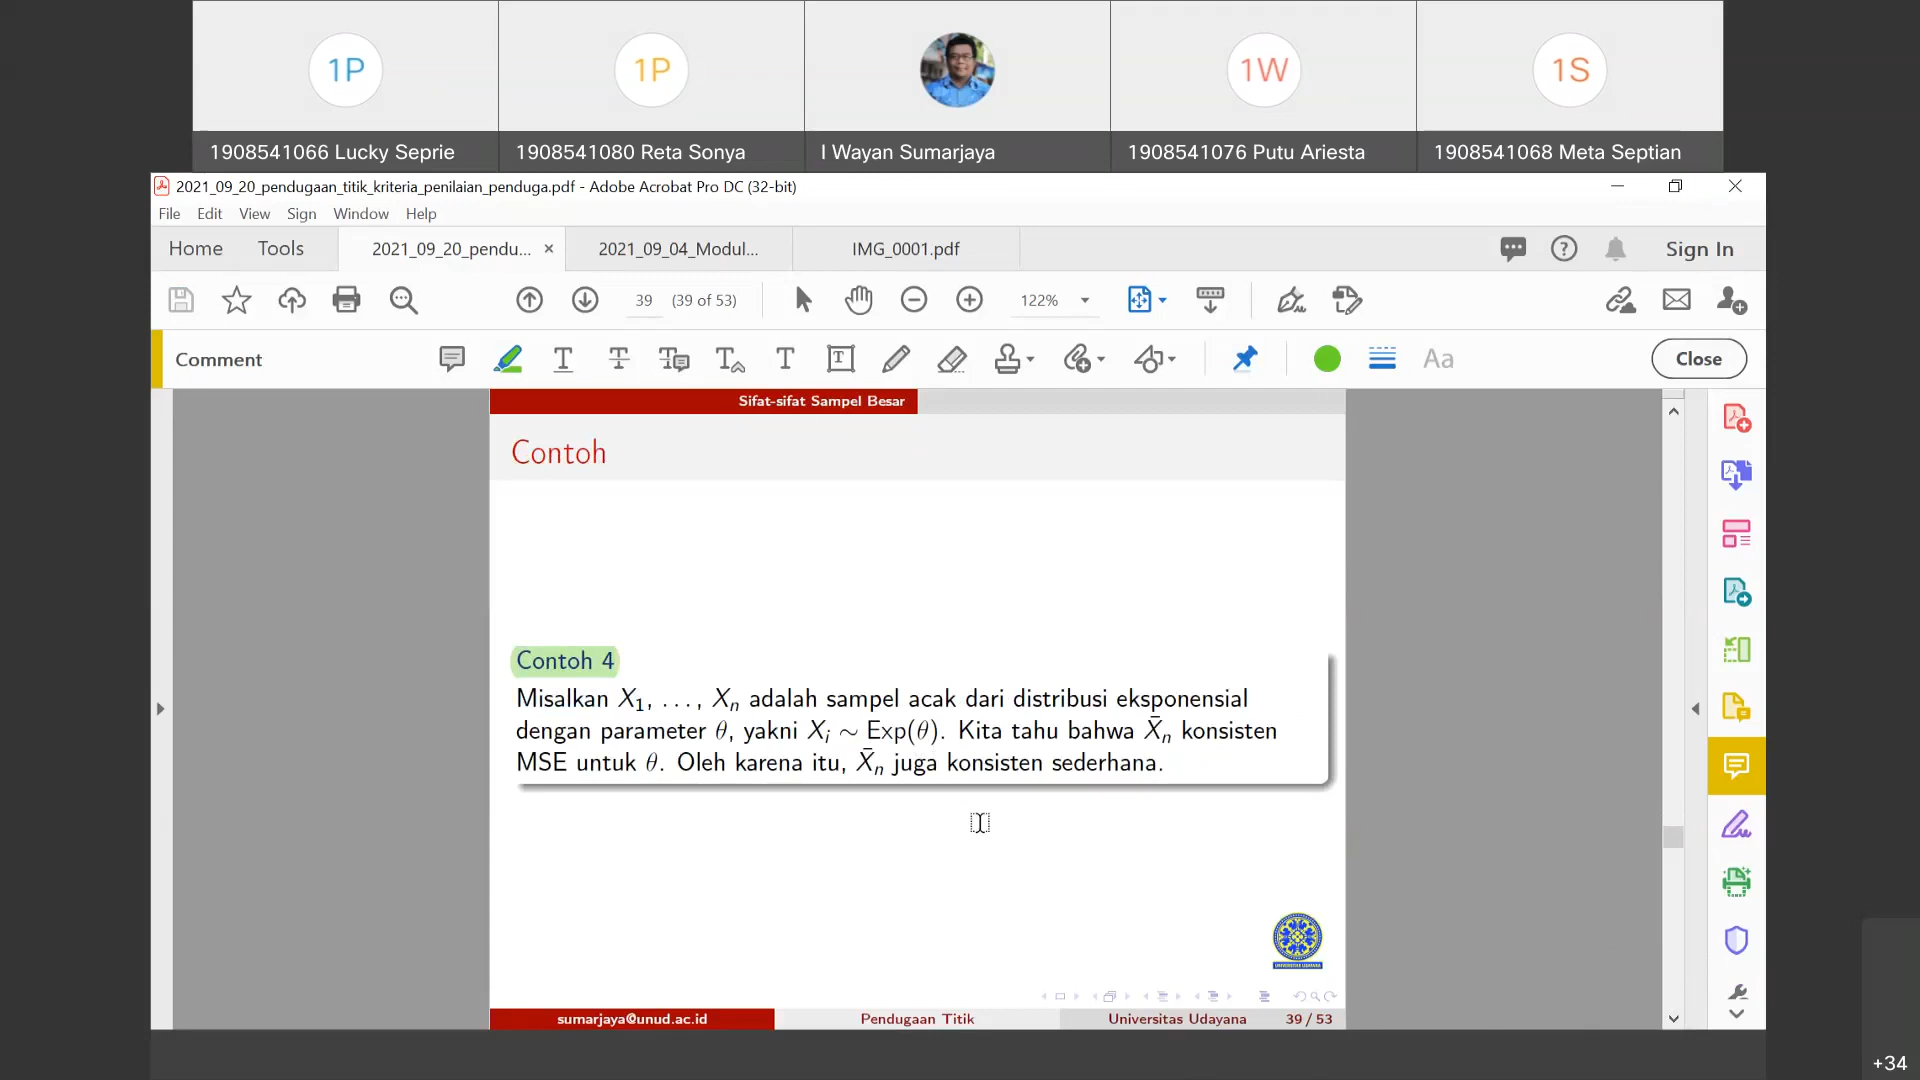 1P
1P
1W
1S
1908541066 Lucky Seprie
1908541080 Reta Sonya
I Wayan Sumarjaya
1908541076 Putu Ariesta
1908541068 Meta Septian
2021_09_20_pendugaan_titik_kriteria_penilaian_penduga.pdf - Adobe Acrobat Pro DC (32-bit)
File Edit View Sign Window Help
Home Tools 2021_09_20_pendu... × 2021_09_04_Modul... IMG_0001.pdf Sign In
39 (39 of 53) 122%
Comment Aa Close
Sifat-sifat Sampel Besar
Contoh
Contoh 4
Misalkan X₁, . . . , Xₙ adalah sampel acak dari distribusi eksponensial
dengan parameter θ, yakni Xᵢ ∼ Exp(θ). Kita tahu bahwa X̄ₙ konsisten
MSE untuk θ. Oleh karena itu, X̄ₙ juga konsisten sederhana.
UNIVERSITAS UDAYANA
sumarjaya@unud.ac.id Pendugaan Titik Universitas Udayana 39 / 53
+34